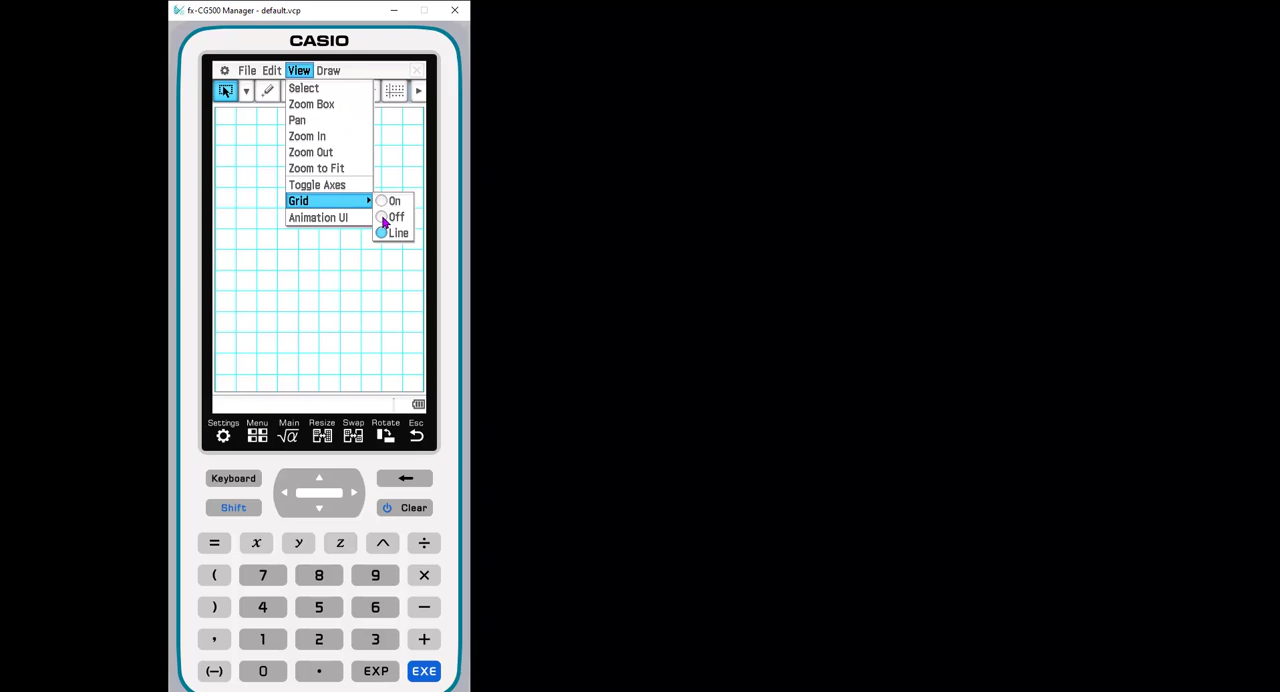 fx-CG500 Manager - default.vcp
CASIO
File Edit View Draw
Select
Zoom Box
Pan
Zoom In
Zoom Out
Zoom to Fit
Toggle Axes
Grid
On
Off
Line
Animation UI
Settings Menu Main Resize Swap Rotate Esc
√α
Keyboard
Shift
Clear
= x y z ^ ÷
( 7 8 9 ×
) 4 5 6 −
, 1 2 3 +
(−) 0 . EXP EXE